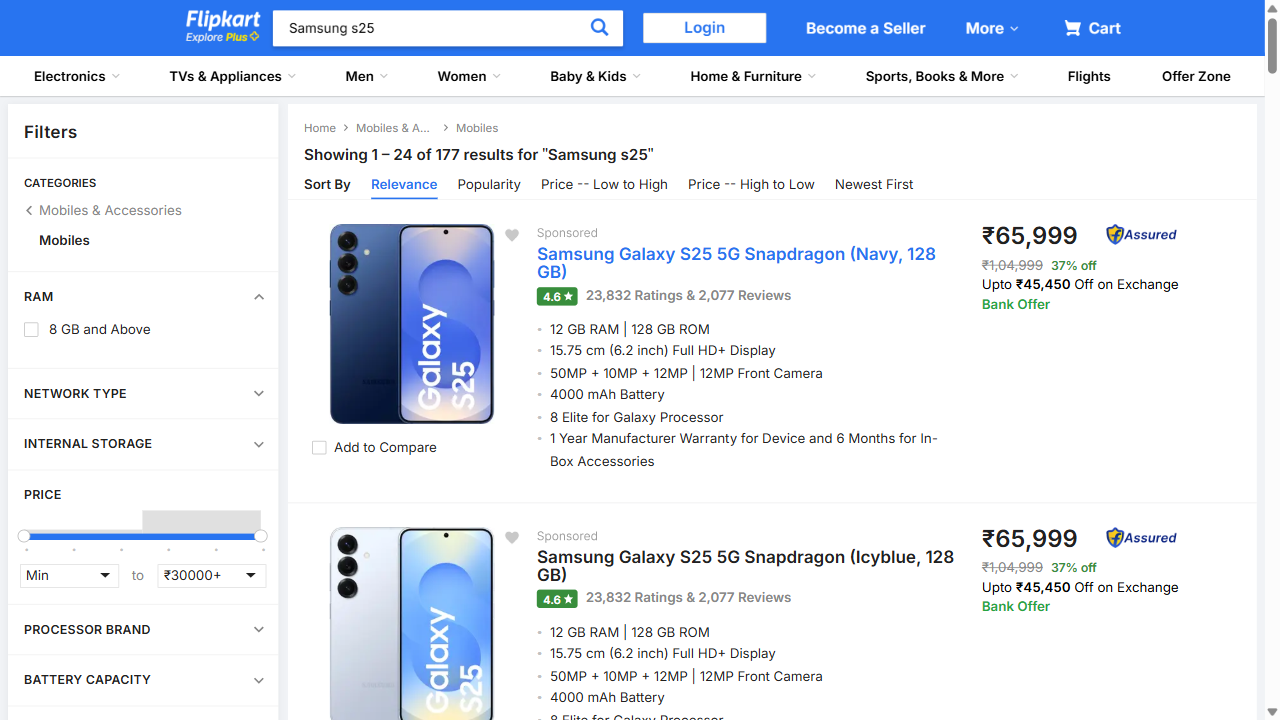 Flipkart
Explore Plus
Samsung s25
Login
Become a Seller
More
Cart
Electronics
TVs & Appliances
Men
Women
Baby & Kids
Home & Furniture
Sports, Books & More
Flights
Offer Zone
Filters
CATEGORIES
Mobiles & Accessories
Mobiles
RAM
8 GB and Above
NETWORK TYPE
INTERNAL STORAGE
PRICE
Min
to
₹30000+
PROCESSOR BRAND
BATTERY CAPACITY
Home
Mobiles & A...
Mobiles
Showing 1 – 24 of 177 results for "Samsung s25"
Sort By
Relevance
Popularity
Price -- Low to High
Price -- High to Low
Newest First
Galaxy
S25
Add to Compare
Sponsored
Samsung Galaxy S25 5G Snapdragon (Navy, 128
GB)
4.6★
23,832 Ratings & 2,077 Reviews
12 GB RAM | 128 GB ROM
15.75 cm (6.2 inch) Full HD+ Display
50MP + 10MP + 12MP | 12MP Front Camera
4000 mAh Battery
8 Elite for Galaxy Processor
1 Year Manufacturer Warranty for Device and 6 Months for In-
Box Accessories
₹65,999
Assured
₹1,04,999 37% off
Upto ₹45,450 Off on Exchange
Bank Offer
Galaxy
S25
Sponsored
Samsung Galaxy S25 5G Snapdragon (Icyblue, 128
GB)
4.6★
23,832 Ratings & 2,077 Reviews
12 GB RAM | 128 GB ROM
15.75 cm (6.2 inch) Full HD+ Display
50MP + 10MP + 12MP | 12MP Front Camera
4000 mAh Battery
8 Elite for Galaxy Processor
₹65,999
Assured
₹1,04,999 37% off
Upto ₹45,450 Off on Exchange
Bank Offer